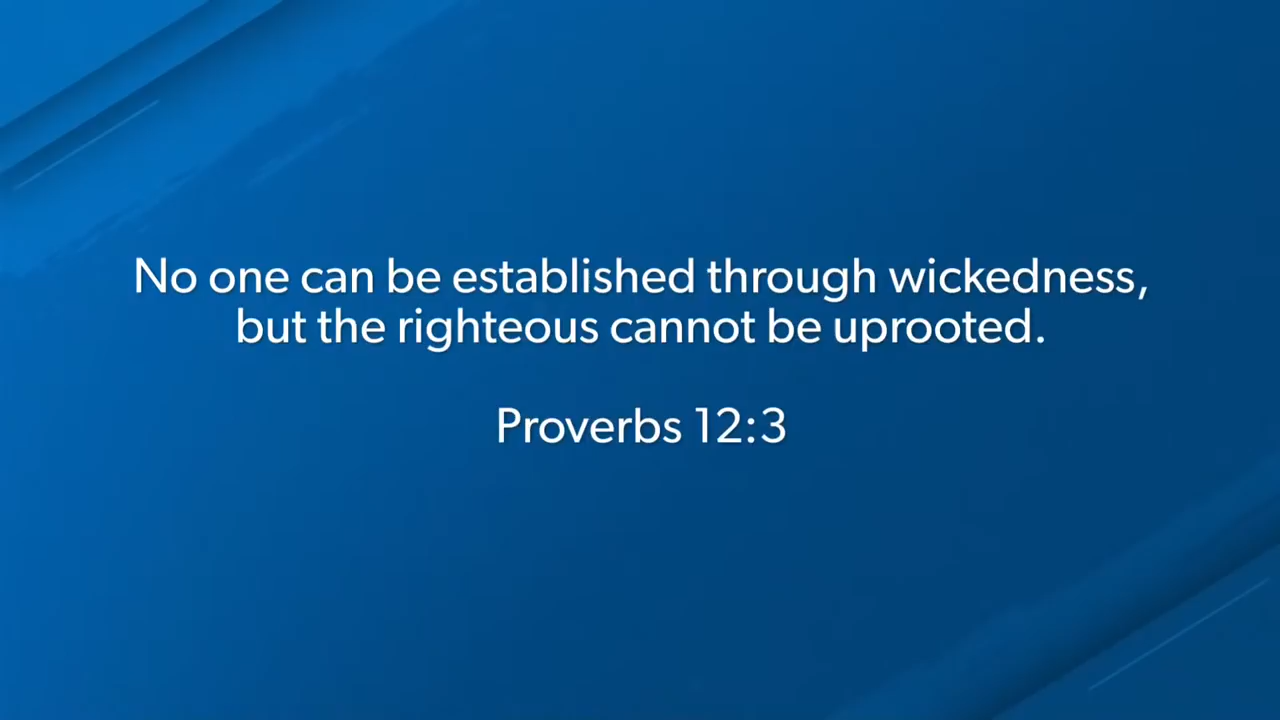 No one can be established through wickedness,
but the righteous cannot be uprooted.
Proverbs 12:3